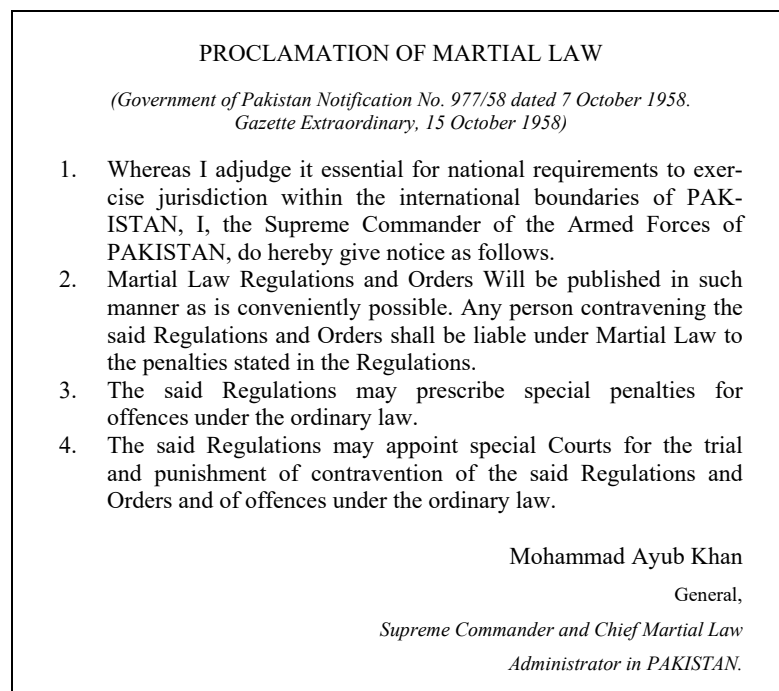 PROCLAMATION OF MARTIAL LAW
(Government of Pakistan Notification No. 977/58 dated 7 October 1958.
Gazette Extraordinary, 15 October 1958)
1. Whereas I adjudge it essential for national requirements to exer-
cise jurisdiction within the international boundaries of PAK-
ISTAN, I, the Supreme Commander of the Armed Forces of
PAKISTAN, do hereby give notice as follows.
2. Martial Law Regulations and Orders Will be published in such
manner as is conveniently possible. Any person contravening the
said Regulations and Orders shall be liable under Martial Law to
the penalties stated in the Regulations.
3. The said Regulations may prescribe special penalties for
offences under the ordinary law.
4. The said Regulations may appoint special Courts for the trial
and punishment of contravention of the said Regulations and
Orders and of offences under the ordinary law.
Mohammad Ayub Khan
General,
Supreme Commander and Chief Martial Law
Administrator in PAKISTAN.